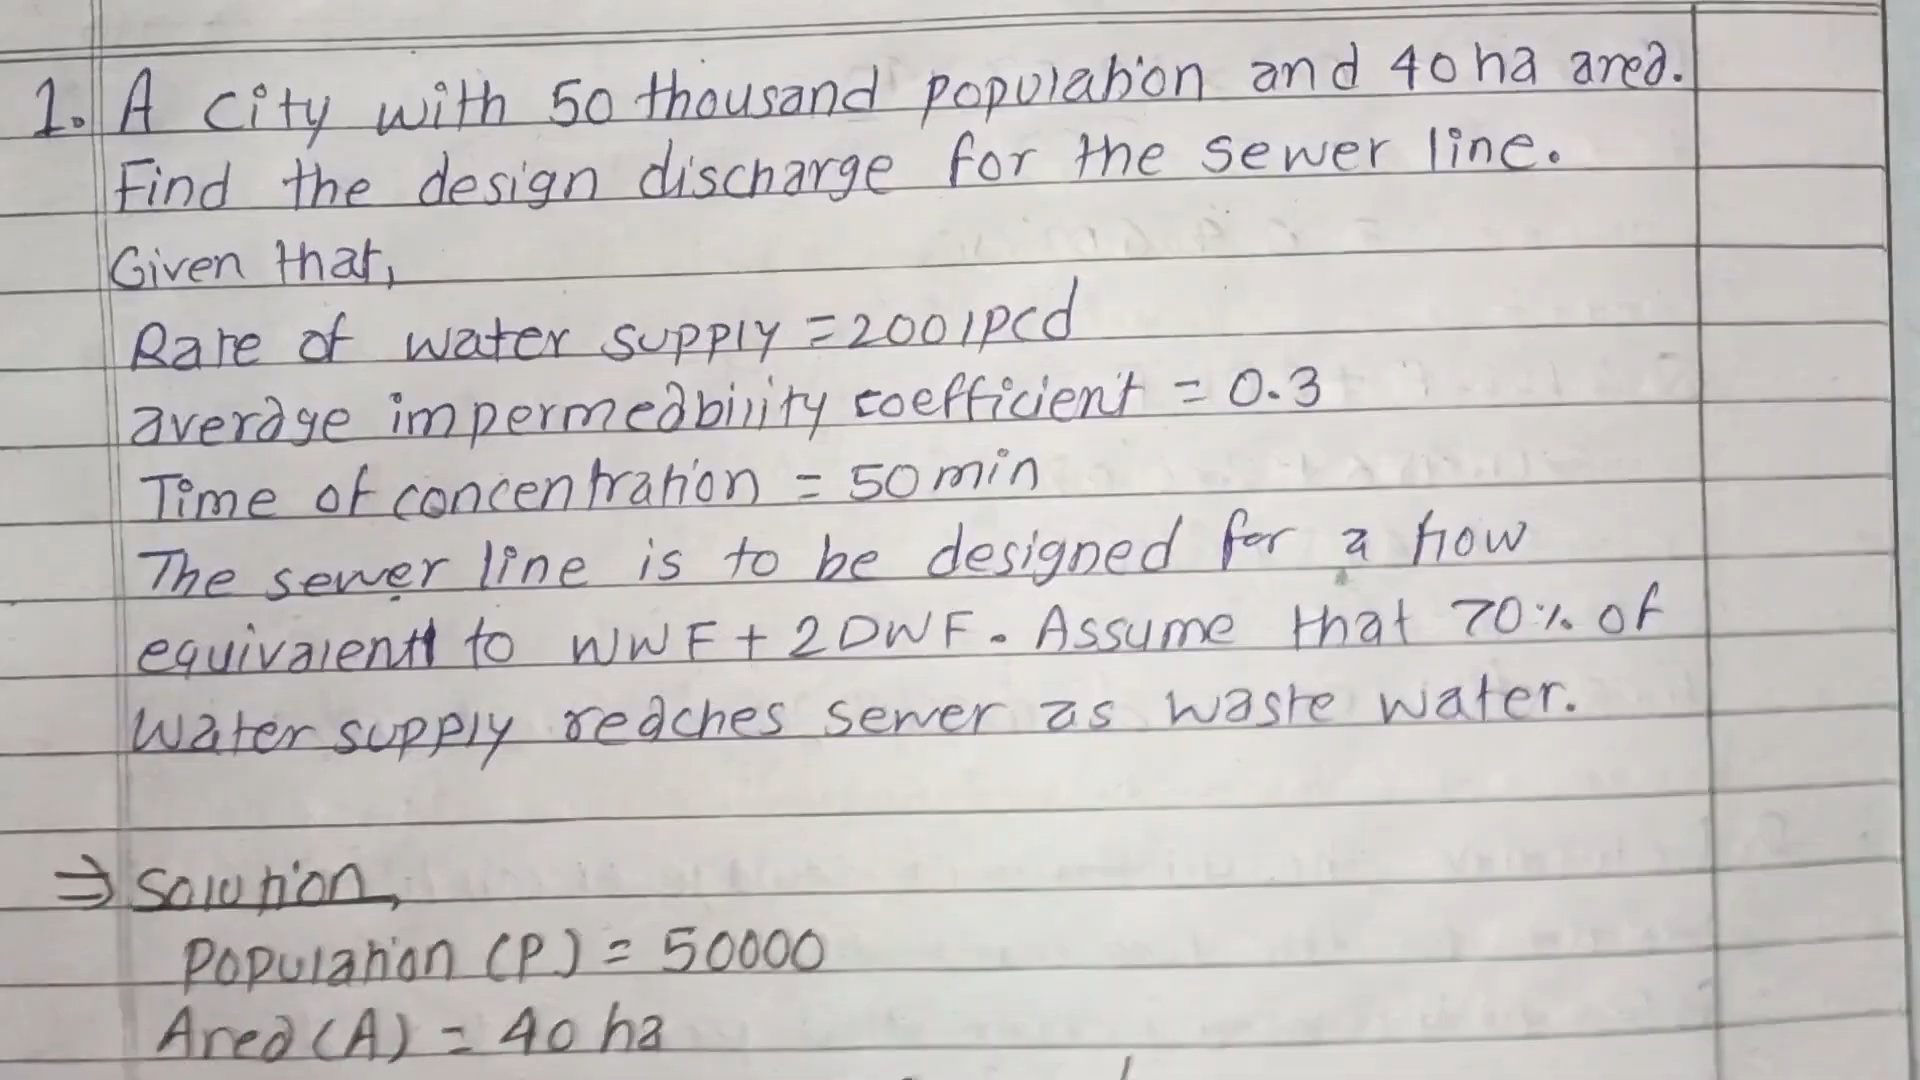 1. A city with 50 thousand population and 40 ha area.
Find the design discharge for the sewer line.
Given that,
Rate of water supply = 200 lpcd
average impermeability coefficient = 0.3
Time of concentration = 50 min
The sewer line is to be designed for a flow
equivalent to WWF + 2DWF. Assume that 70% of
water supply reaches sewer as waste water.
⇒ Solution,
Population (P) = 50000
Area (A) = 40 ha